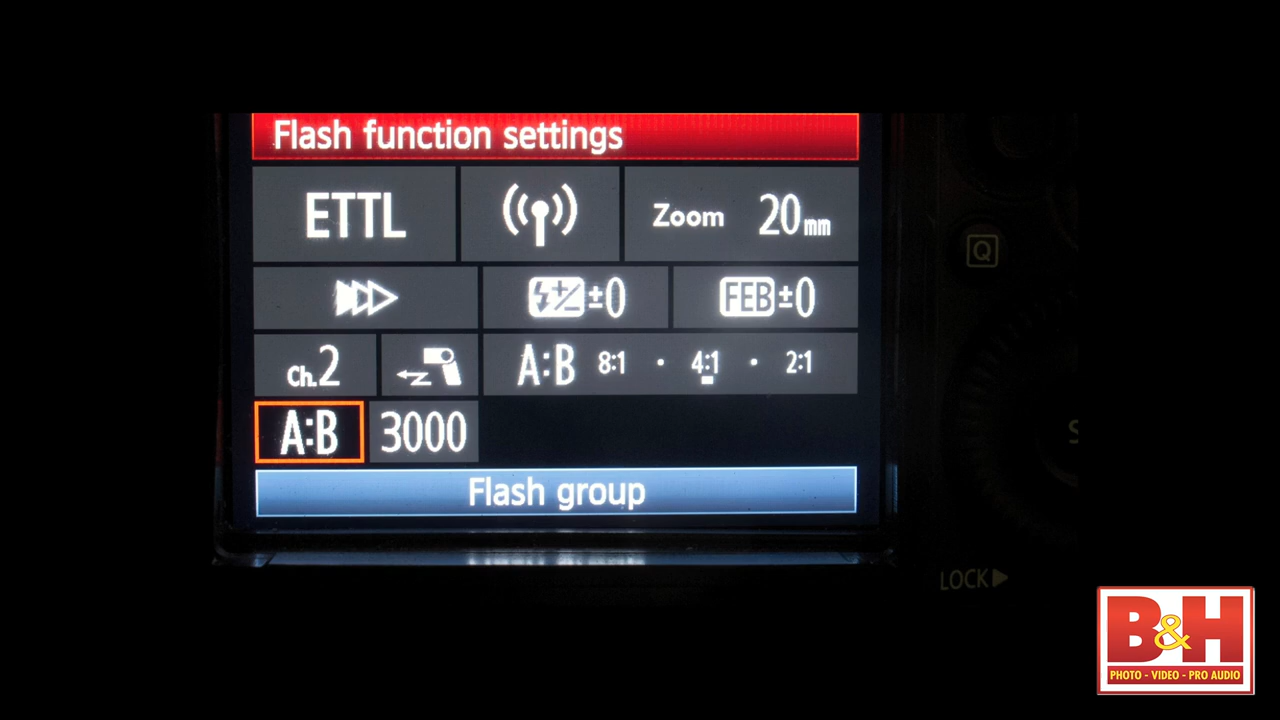 Flash function settings
ETTL Zoom 20mm
±0 FEB±0
Ch.2 A:B 8:1 · 4:1 · 2:1
A:B 3000
Flash group
Q
LOCK
B&H
PHOTO - VIDEO - PRO AUDIO